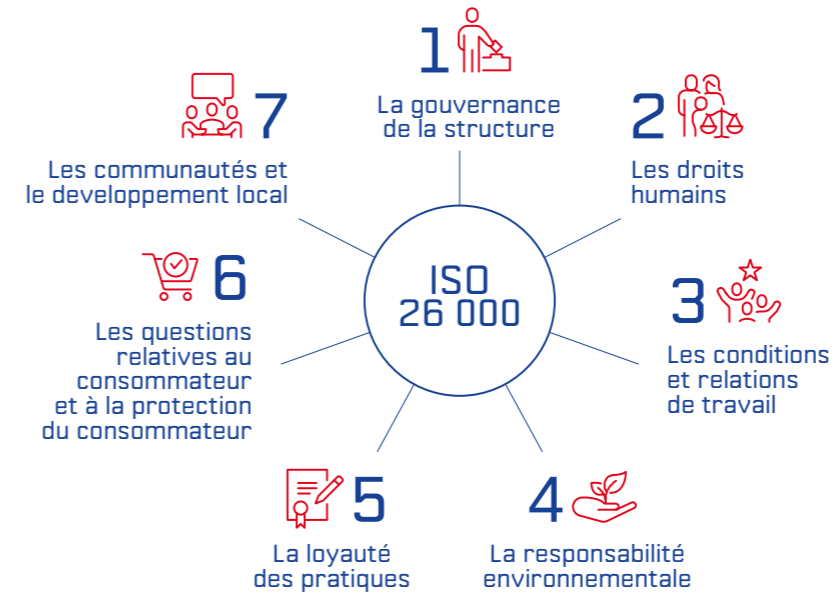 ISO
26 000
1
La gouvernance
de la structure
2
Les droits
humains
3
Les conditions
et relations
de travail
4
La responsabilité
environnementale
5
La loyauté
des pratiques
6
Les questions
relatives au
consommateur
et à la protection
du consommateur
7
Les communautés et
le developpement local